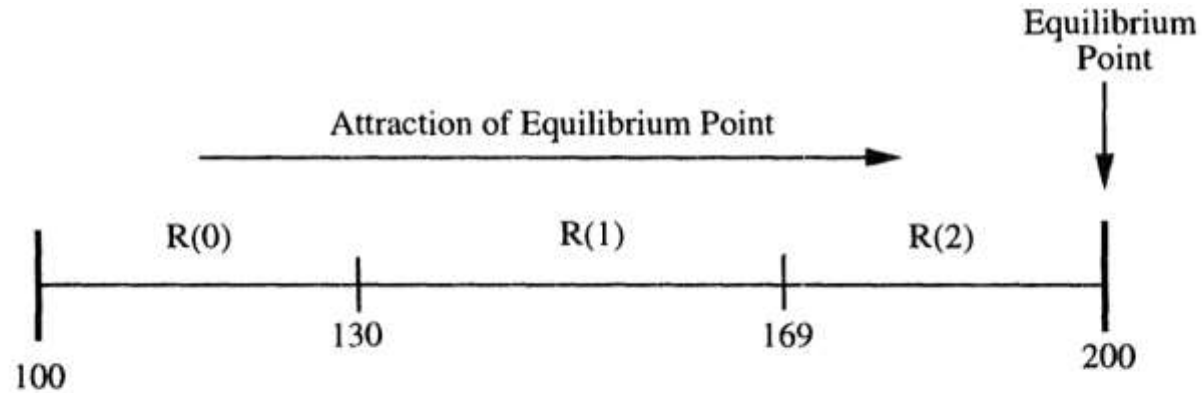 Equilibrium
Point
Attraction of Equilibrium Point
R(0)
R(1)
R(2)
130
169
200
100